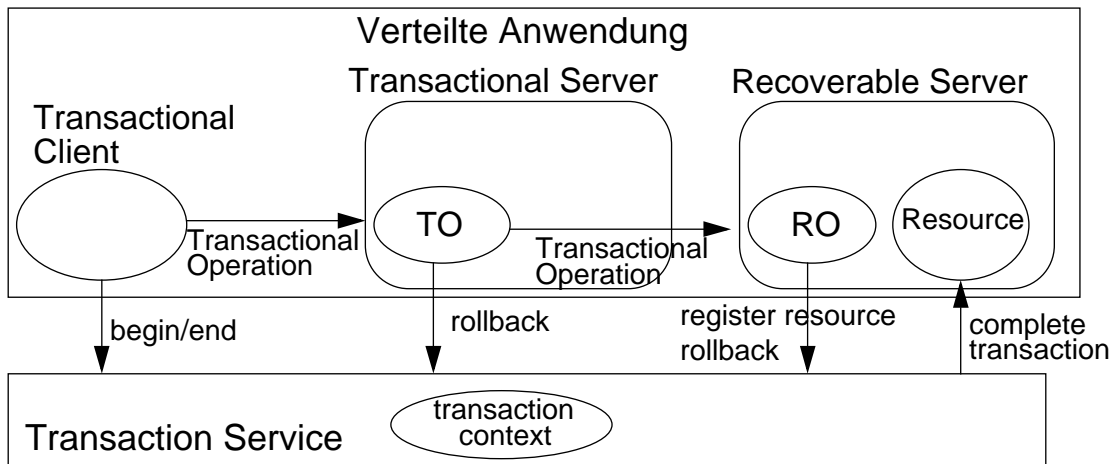 Verteilte Anwendung
Transactional Server
Recoverable Server
Transactional
Client
TO
RO
Resource
Transactional
Operation
Transactional
Operation
begin/end
rollback
register resource
rollback
complete
transaction
transaction
context
Transaction Service